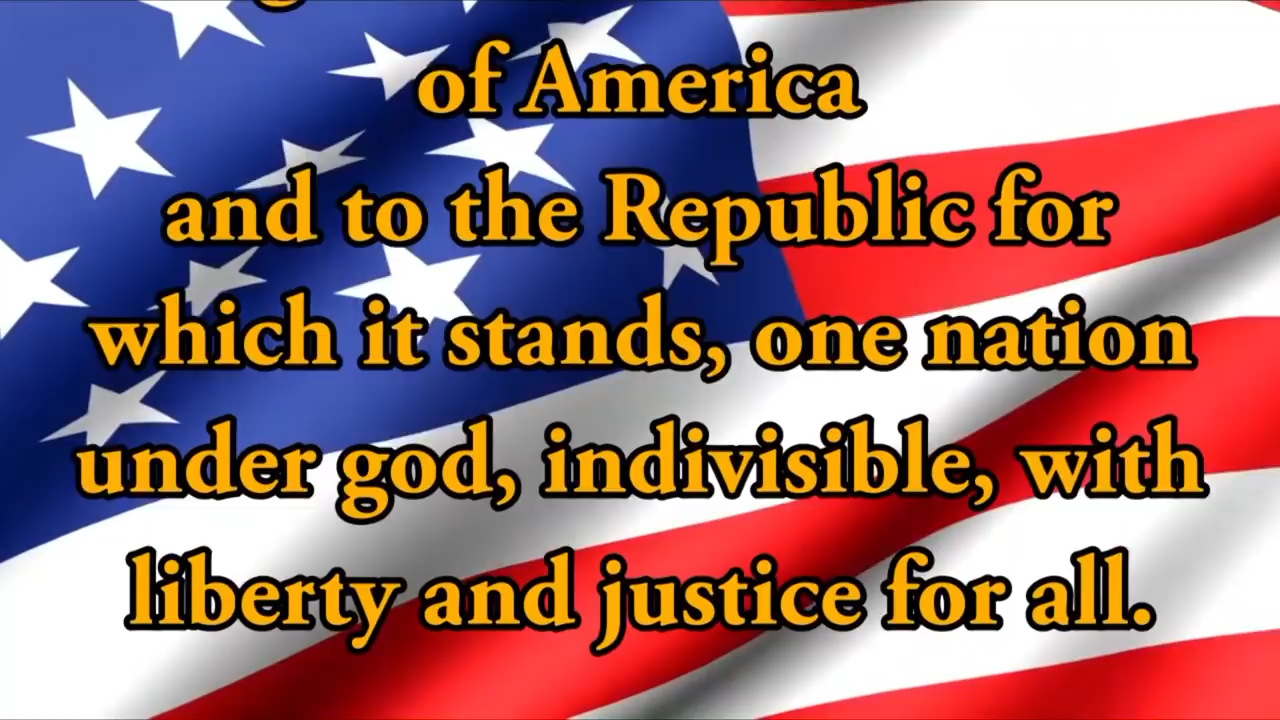 of America
and to the Republic for
which it stands, one nation
under god, indivisible, with
liberty and justice for all.